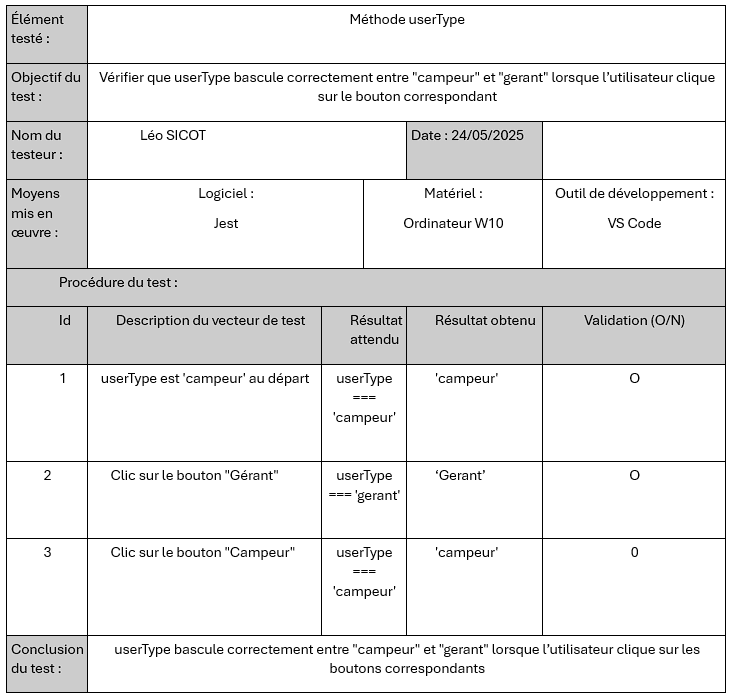 Élément
testé :
Méthode userType
Objectif du
test :
Vérifier que userType bascule correctement entre "campeur" et "gerant" lorsque l’utilisateur clique
sur le bouton correspondant
Nom du
testeur :
Léo SICOT
Date : 24/05/2025
Moyens
mis en
œuvre :
Logiciel :
Jest
Matériel :
Ordinateur W10
Outil de développement :
VS Code
Procédure du test :
Id
Description du vecteur de test
Résultat
attendu
Résultat obtenu
Validation (O/N)
1
userType est 'campeur' au départ
userType
===
'campeur'
'campeur'
O
2
Clic sur le bouton "Gérant"
userType
=== 'gerant'
‘Gerant’
O
3
Clic sur le bouton "Campeur"
userType
===
'campeur'
'campeur'
0
Conclusion
du test :
userType bascule correctement entre "campeur" et "gerant" lorsque l’utilisateur clique sur les
boutons correspondants